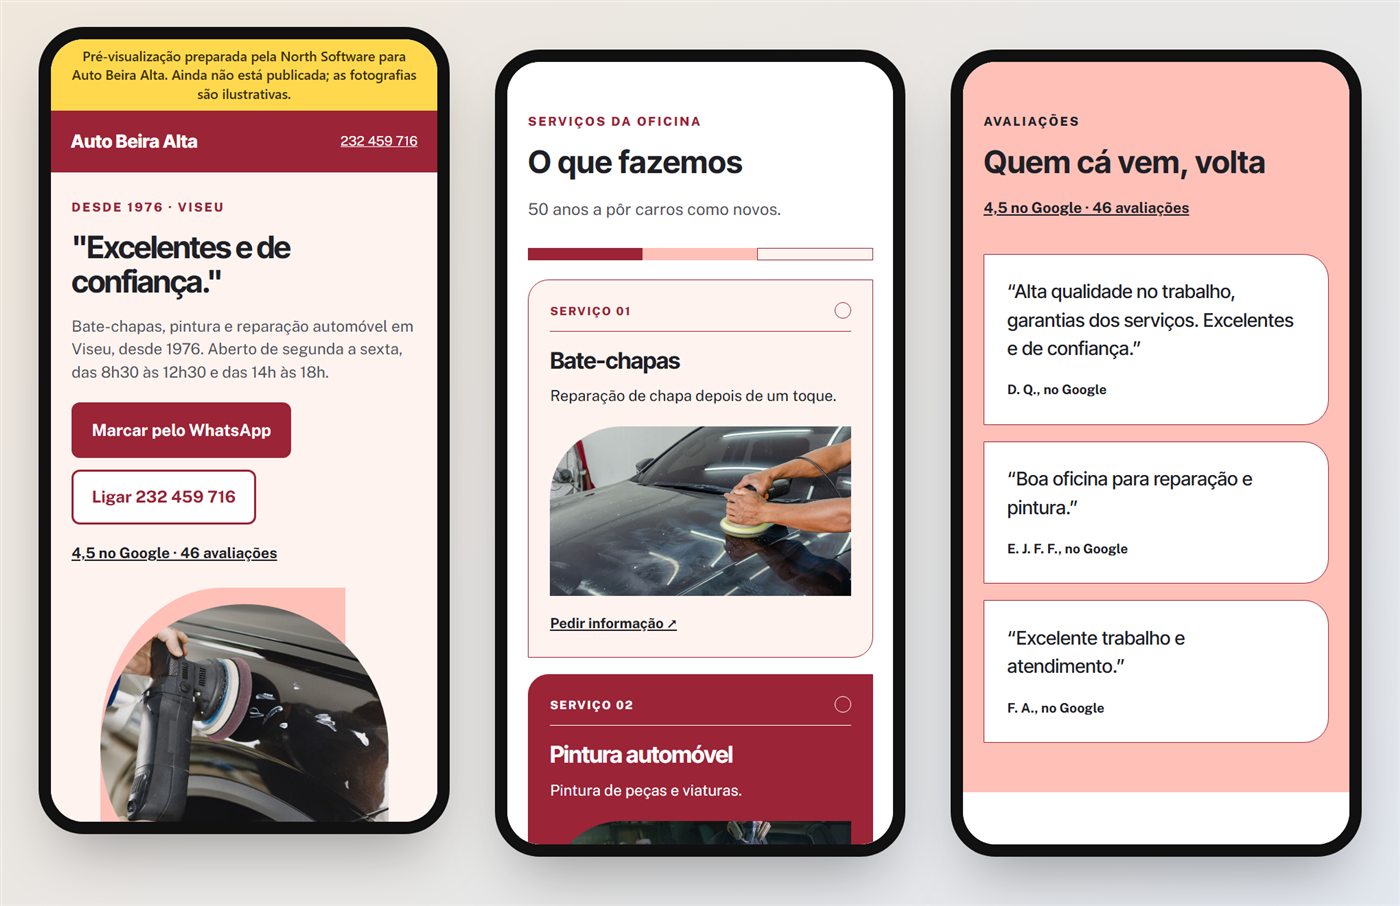 Pré-visualização preparada pela North Software para
Auto Beira Alta. Ainda não está publicada; as fotografias
são ilustrativas.
Auto Beira Alta
232 459 716
DESDE 1976 · VISEU
"Excelentes e de
confiança."
Bate-chapas, pintura e reparação automóvel em
Viseu, desde 1976. Aberto de segunda a sexta,
das 8h30 às 12h30 e das 14h às 18h.
Marcar pelo WhatsApp
Ligar 232 459 716
4,5 no Google · 46 avaliações
SERVIÇOS DA OFICINA
O que fazemos
50 anos a pôr carros como novos.
SERVIÇO 01
Bate-chapas
Reparação de chapa depois de um toque.
Pedir informação ↗
SERVIÇO 02
Pintura automóvel
Pintura de peças e viaturas.
AVALIAÇÕES
Quem cá vem, volta
4,5 no Google · 46 avaliações
“Alta qualidade no trabalho,
garantias dos serviços. Excelentes
e de confiança.”
D. Q., no Google
“Boa oficina para reparação e
pintura.”
E. J. F. F., no Google
“Excelente trabalho e
atendimento.”
F. A., no Google